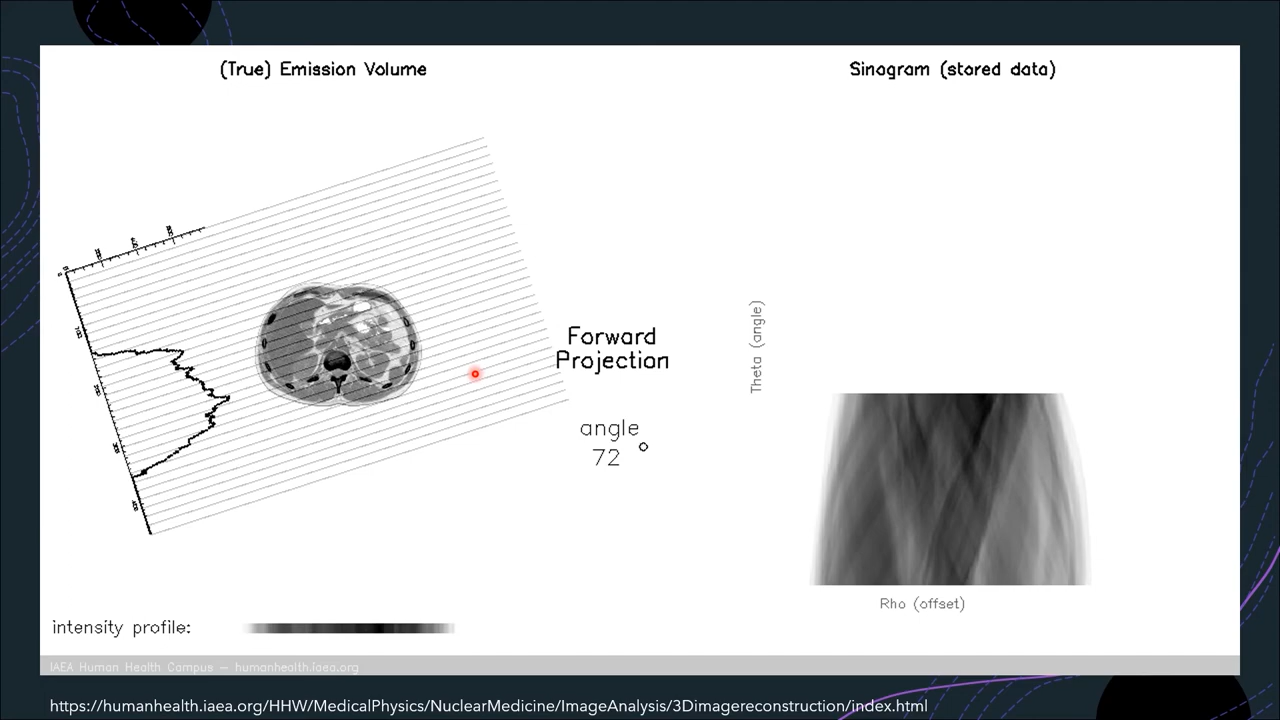 (True) Emission Volume
Sinogram (stored data)
Forward
Projection
angle
72 °
Theta (angle)
Rho (offset)
intensity profile:
IAEA Human Health Campus – humanhealth.iaea.org
https://humanhealth.iaea.org/HHW/MedicalPhysics/NuclearMedicine/ImageAnalysis/3Dimagereconstruction/index.html